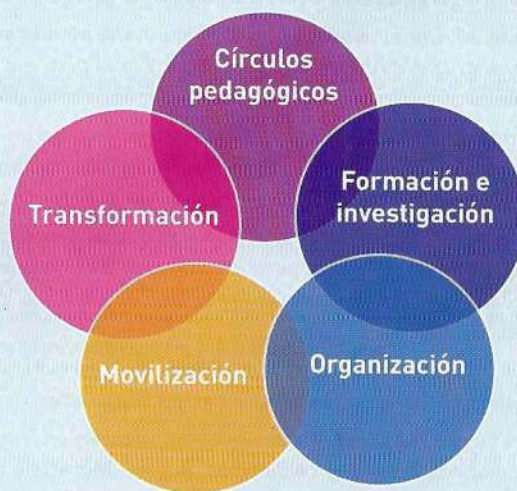 Círculos
pedagógicos
Formación e
investigación
Organización
Movilización
Transformación